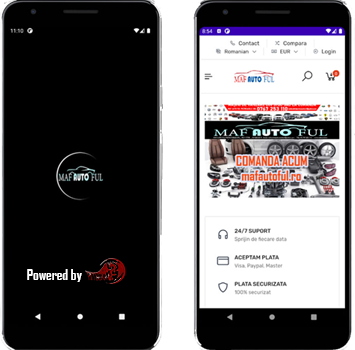 11:10
MAF AUTO FUL
Powered by
8:54
Contact
Compara
Romanian
EUR
Login
MAF AUTO FUL
0
0761 253 110
MAF AUTO FUL
COMANDA ACUM
mafautoful.ro
24/7 SUPORT
Sprijin de fiecare data
ACEPTAM PLATA
Visa, Paypal, Master
PLATA SECURIZATA
100% securizat